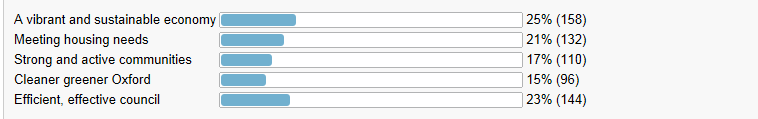 A vibrant and sustainable economy 25% (158)
Meeting housing needs 21% (132)
Strong and active communities 17% (110)
Cleaner greener Oxford 15% (96)
Efficient, effective council 23% (144)